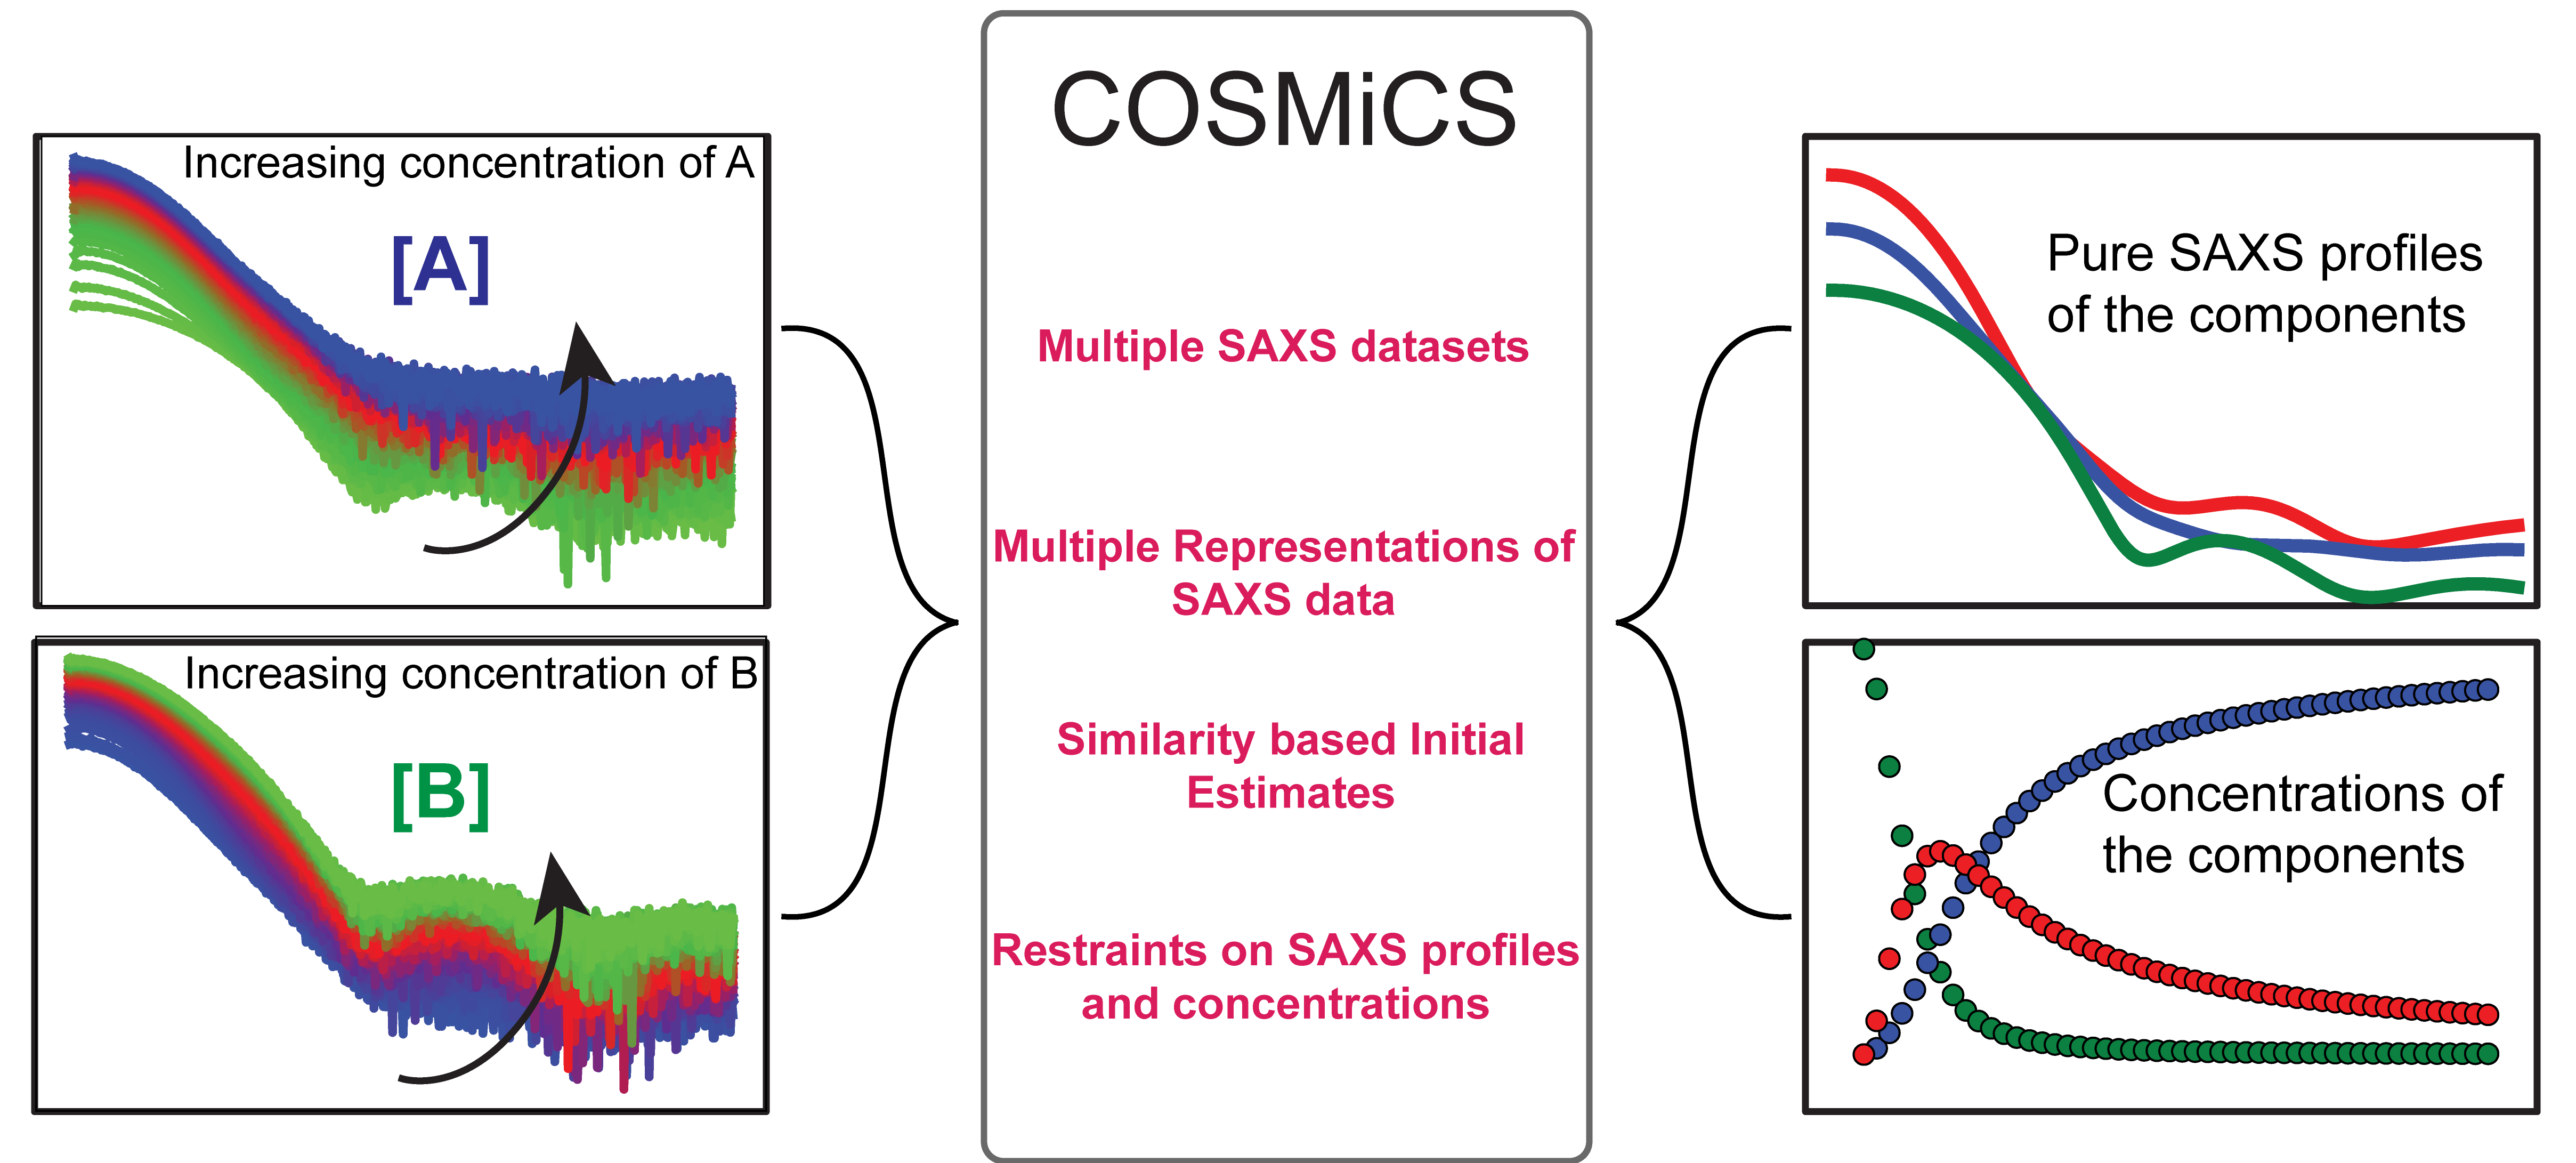 Increasing concentration of A
[A]
Increasing concentration of B
[B]
COSMiCS
Multiple SAXS datasets
Multiple Representations of
SAXS data
Similarity based Initial
Estimates
Restraints on SAXS profiles
and concentrations
Pure SAXS profiles
of the components
Concentrations of
the components